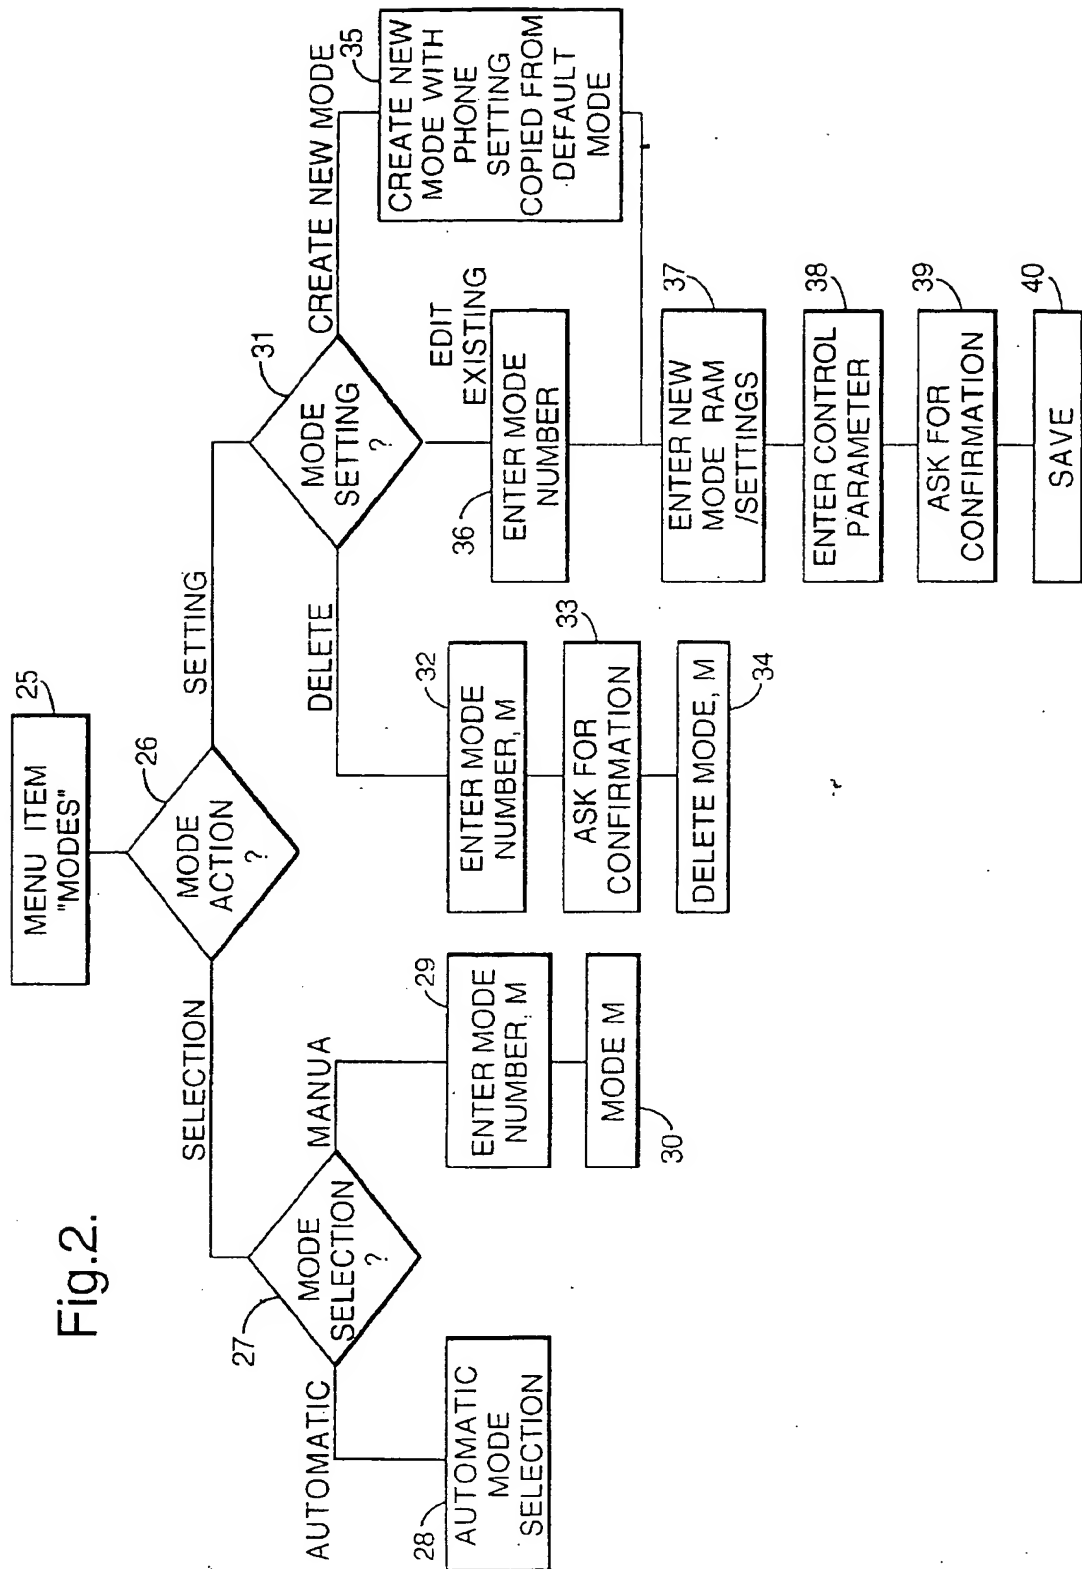 Fig.2.
MENU ITEM
"MODES"
25
MODE
ACTION
?
26
SELECTION
SETTING
MODE
SELECTION
?
27
AUTOMATIC
MANUA
AUTOMATIC
MODE
SELECTION
28
ENTER MODE
NUMBER, M
29
MODE M
30
MODE
SETTING
?
31
DELETE
EDIT
EXISTING
CREATE NEW MODE
ENTER MODE
NUMBER, M
32
ASK FOR
CONFIRMATION
33
DELETE MODE, M
34
CREATE NEW
MODE WITH
PHONE
SETTING
COPIED FROM
DEFAULT
MODE
35
ENTER MODE
NUMBER
36
ENTER NEW
MODE RAM
/SETTINGS
37
ENTER CONTROL
PARAMETER
38
ASK FOR
CONFIRMATION
39
SAVE
40